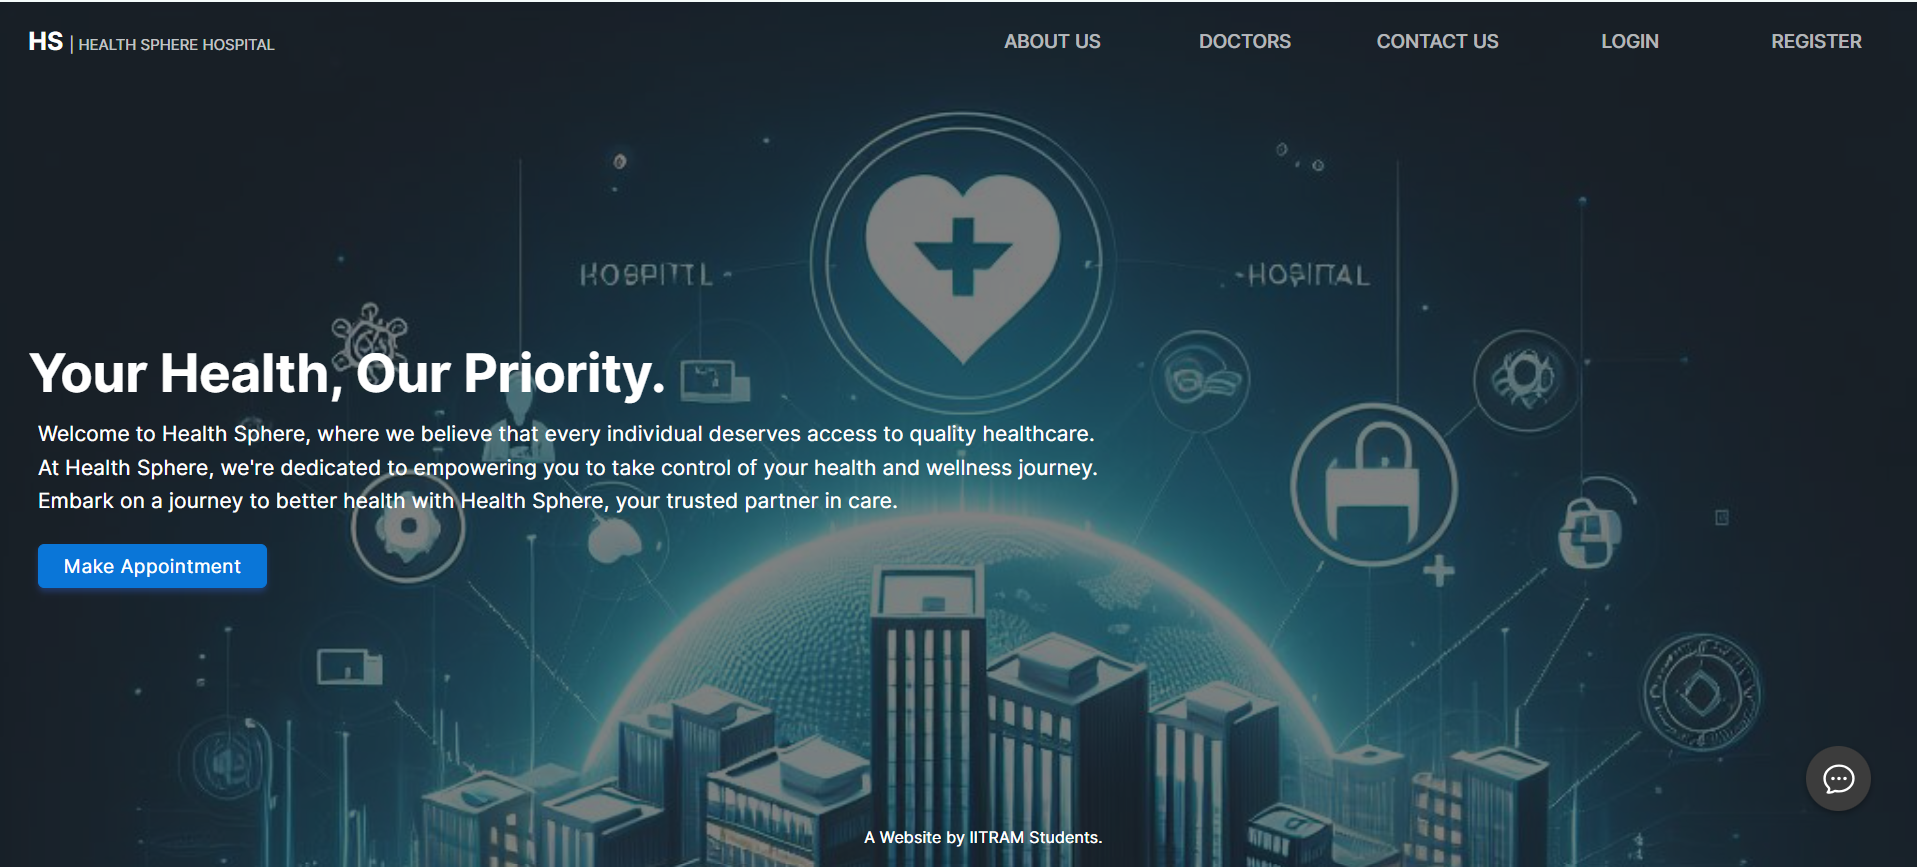 HS | HEALTH SPHERE HOSPITAL
ABOUT US
DOCTORS
CONTACT US
LOGIN
REGISTER
HOSPITAL
Your Health, Our Priority.
Welcome to Health Sphere, where we believe that every individual deserves access to quality healthcare.
At Health Sphere, we're dedicated to empowering you to take control of your health and wellness journey.
Embark on a journey to better health with Health Sphere, your trusted partner in care.
Make Appointment
A Website by IITRAM Students.